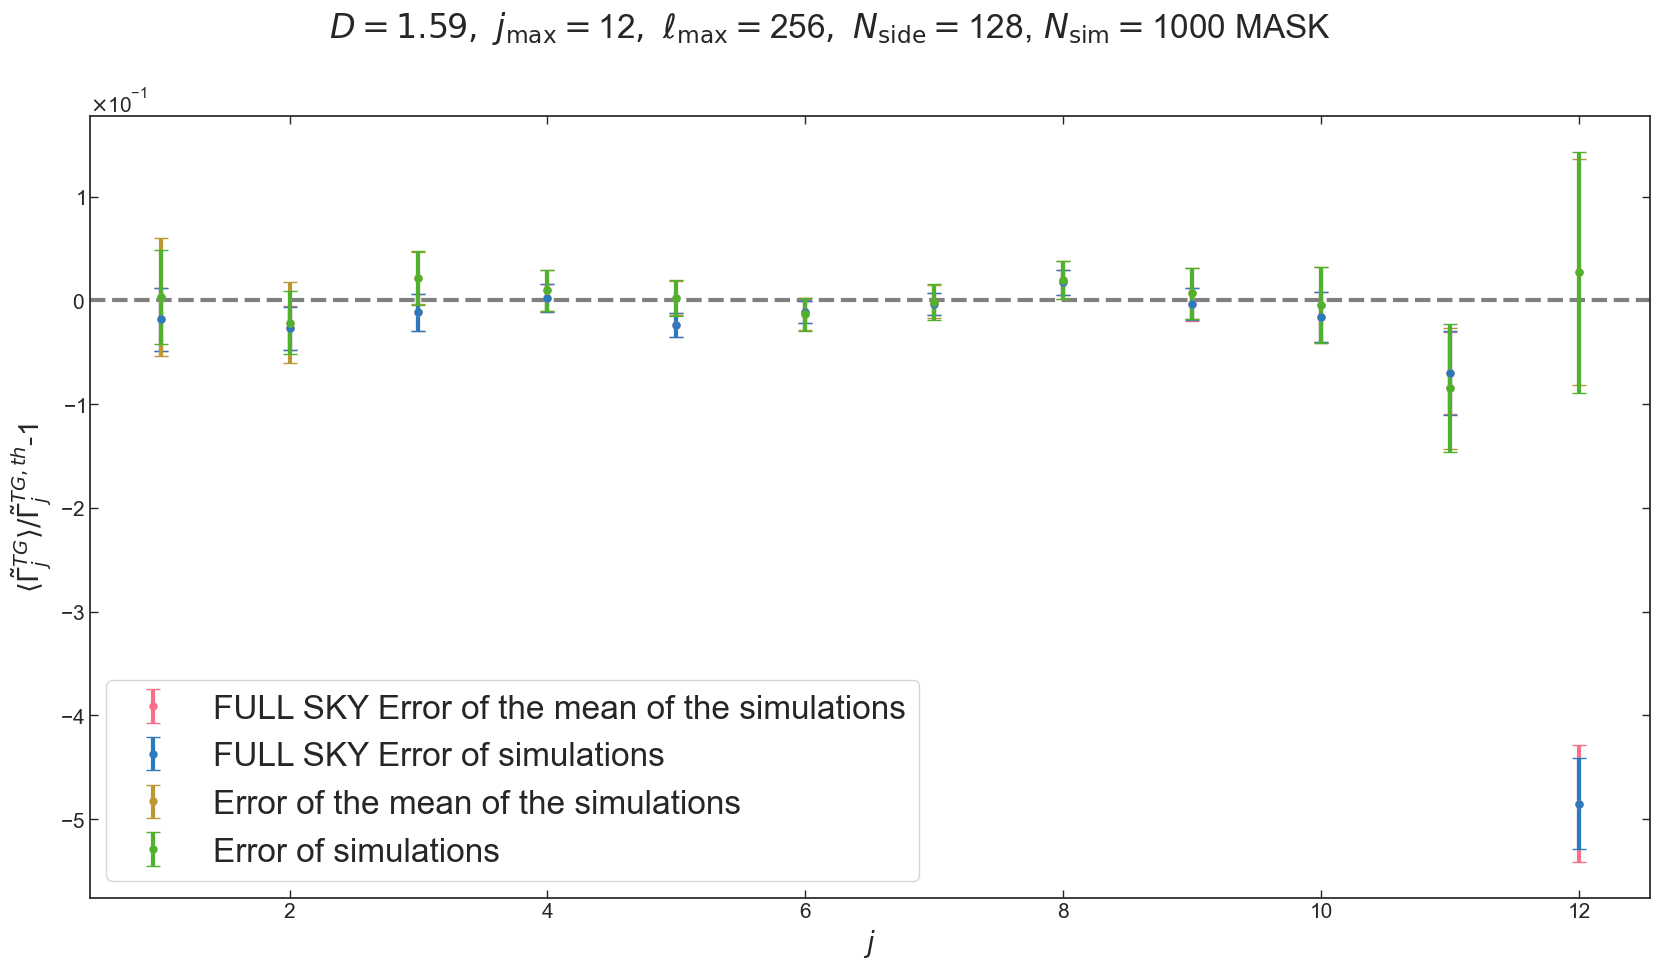 D = 1.59, j_max = 12, ℓ_max = 256, N_side = 128, N_sim = 1000 MASK
×10⁻¹
1
0
−1
−2
−3
−4
−5
⟨Γ̃_j^{TG}⟩/Γ̃_j^{TG, th}-1
FULL SKY Error of the mean of the simulations
FULL SKY Error of simulations
Error of the mean of the simulations
Error of simulations
2 4 6 8 10 12
j